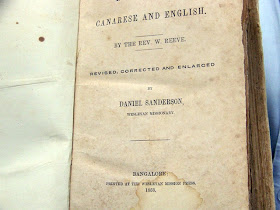 CANARESE AND ENGLISH.
BY THE REV. W. REEVE.
REVISED, CORRECTED AND ENLARGED
BY
DANIEL SANDERSON,
WESLEYAN MISSIONARY.
BANGALORE:
PRINTED AT THE WESLEYAN MISSION PRESS.